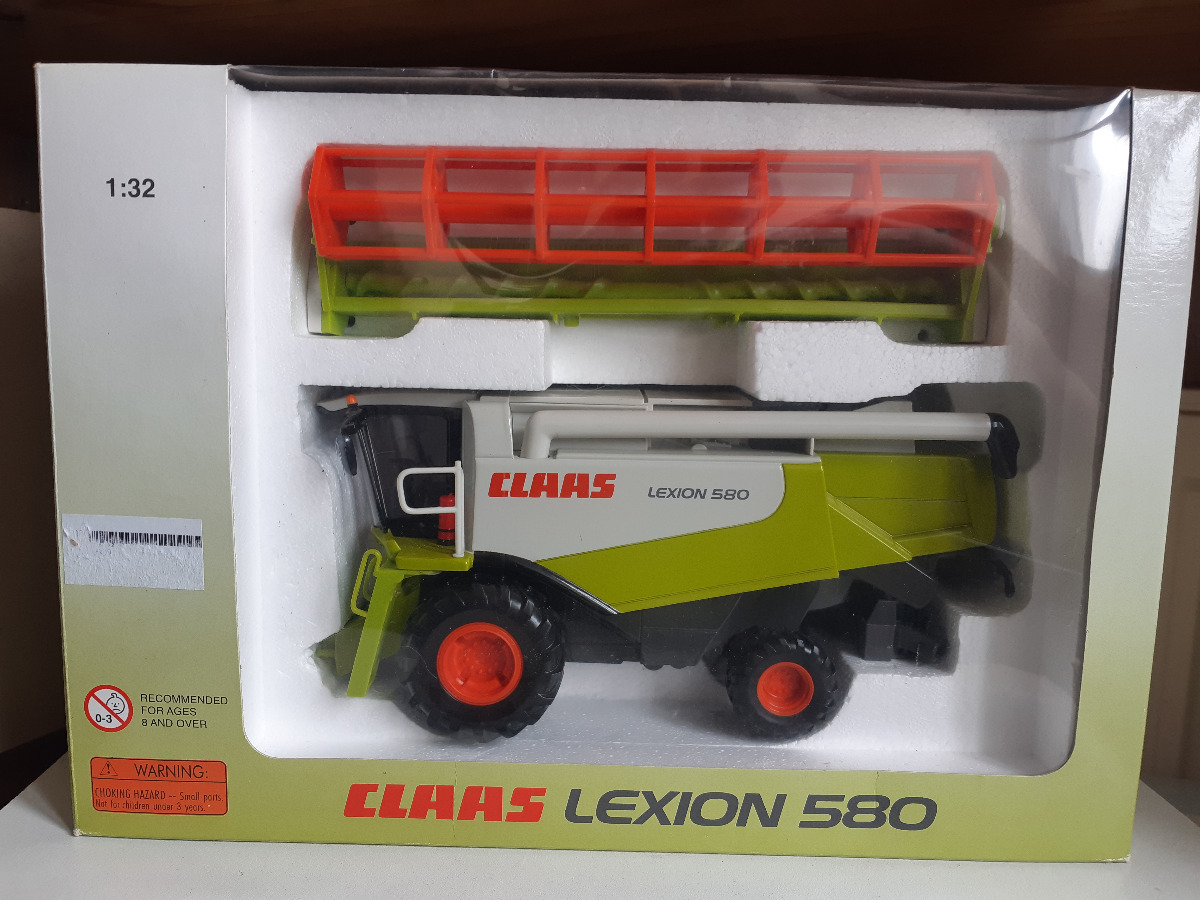 1:32
CLAAS LEXION 580
0-3
RECOMMENDED
FOR AGES
8 AND OVER
WARNING:
CHOKING HAZARD -- Small parts.
Not for children under 3 years.
CLAAS LEXION 580